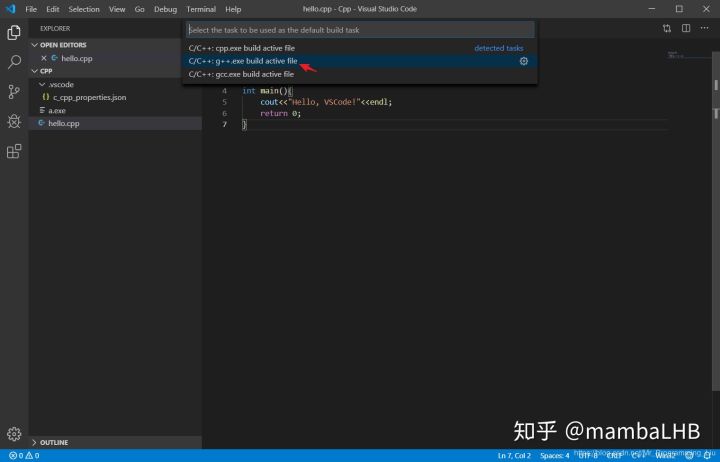 File Edit Selection View Go Debug Terminal Help
hello.cpp - Cpp - Visual Studio Code
EXPLORER
OPEN EDITORS
hello.cpp
CPP
.vscode
c_cpp_properties.json
a.exe
hello.cpp
OUTLINE
Select the task to be used as the default build task
C/C++: cpp.exe build active file detected tasks
C/C++: g++.exe build active file
C/C++: gcc.exe build active file
4 int main(){
5 cout<<"Hello, VSCode!"<<endl;
6 return 0;
7 }
知乎 @mambaLHB
0 0 Ln 7, Col 2 Spaces: 4 UTF-8 CRLF C++ Win32